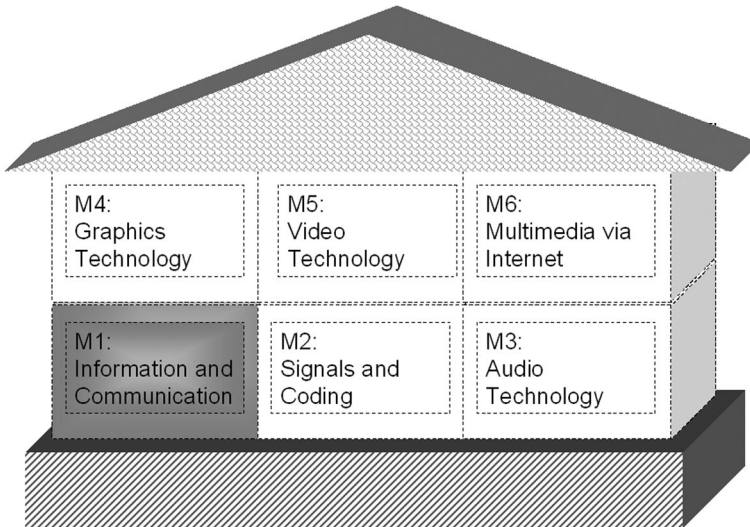 M4:
Graphics
Technology
M5:
Video
Technology
M6:
Multimedia via
Internet
M1:
Information and
Communication
M2:
Signals and
Coding
M3:
Audio
Technology